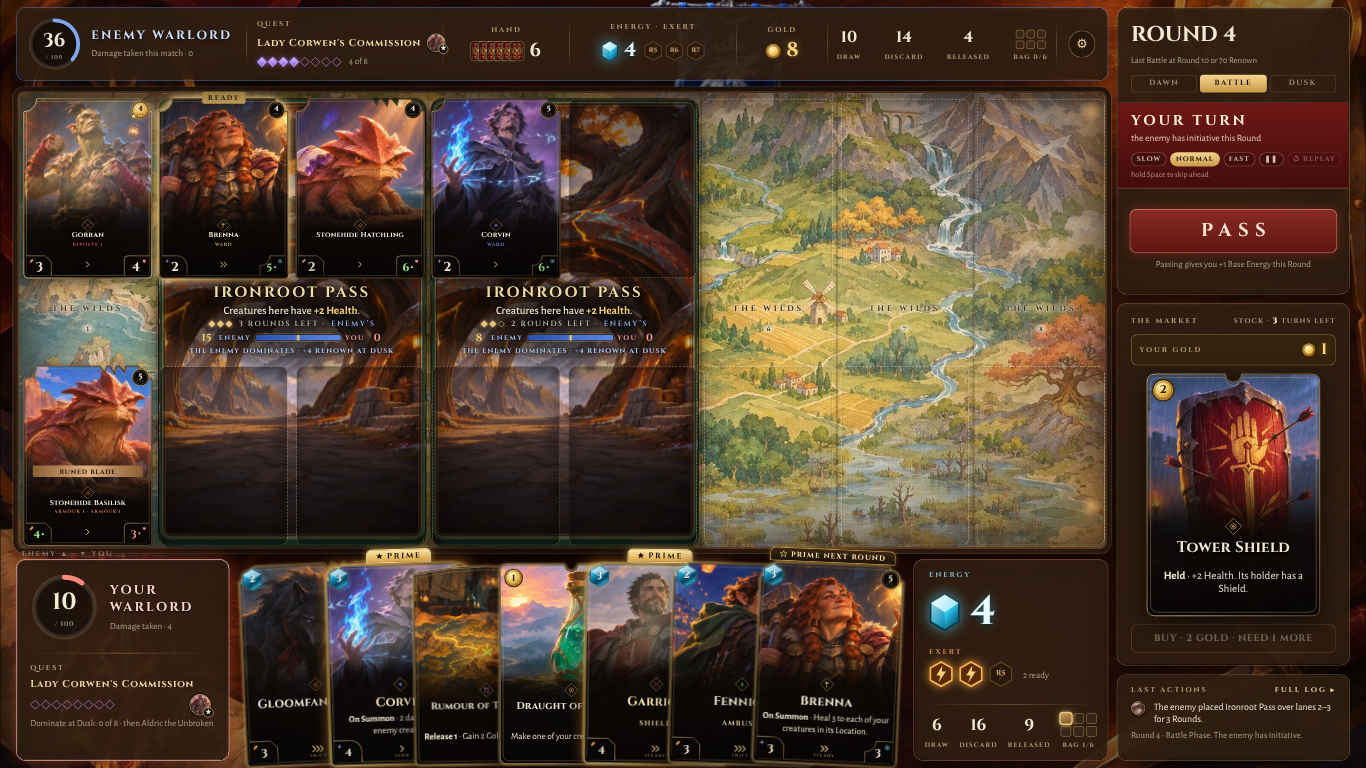 36
/ 100
ENEMY WARLORD
Damage taken this match · 0
QUEST
LADY CORWEN'S COMMISSION
4 of 8
HAND
6
ENERGY · EXERT
4
R5
R6
R7
GOLD
8
10
DRAW
14
DISCARD
4
RELEASED
BAG 0/6
ROUND 4
Last Battle at Round 10 or 70 Renown
DAWN
BATTLE
DUSK
YOUR TURN
the enemy has initiative this Round
SLOW
NORMAL
FAST
REPLAY
hold Space to skip ahead
PASS
Passing gives you +1 Base Energy this Round
THE MARKET
STOCK · 3 TURNS LEFT
YOUR GOLD
1
2
TOWER SHIELD
Held · +2 Health. Its holder has a
Shield.
BUY · 2 GOLD · NEED 1 MORE
LAST ACTIONS
FULL LOG
The enemy placed Ironroot Pass over lanes 2–3
for 3 Rounds.
Round 4 · Battle Phase. The enemy has initiative.
4
GORRAN
RIPOSTE 1
3
4
READY
4
BRENNA
WARD
2
5
4
STONEHIDE HATCHLING
2
6
5
CORVIN
WARD
2
6
THE WILDS
1
IRONROOT PASS
Creatures here have +2 Health.
3 ROUNDS LEFT · ENEMY'S
15 ENEMY
YOU 0
THE ENEMY DOMINATES · +4 RENOWN AT DUSK
IRONROOT PASS
Creatures here have +2 Health.
2 ROUNDS LEFT · ENEMY'S
8 ENEMY
YOU 0
THE ENEMY DOMINATES · +4 RENOWN AT DUSK
THE WILDS
6
THE WILDS
THE WILDS
8
5
RUNED BLADE
STONEHIDE BASILISK
ARMOUR 1 · ARMOUR 1
4
3
ENEMY ▲ · ▼ YOU
10
/ 100
YOUR
WARLORD
Damage taken · 4
QUEST
LADY CORWEN'S COMMISSION
Dominate at Dusk: 0 of 8 · then Aldric the Unbroken
2
GLOOMFAN
3
PRIME
3
CORV
On Summon · 2 da
enemy crea
4
RUMOUR OF T
Release 1 · Gain 2 Gol
1
DRAUGHT OF
Make one of your cre
PRIME
3
GARRI
SHIEL
4
2
FENNI
AMBUS
3
PRIME NEXT ROUND
3
5
BRENNA
On Summon · Heal 3 to each of your
creatures in its Location.
3
STEADY
3
ENERGY
4
EXERT
R5
2 ready
6
DRAW
16
DISCARD
9
RELEASED
BAG 1/6